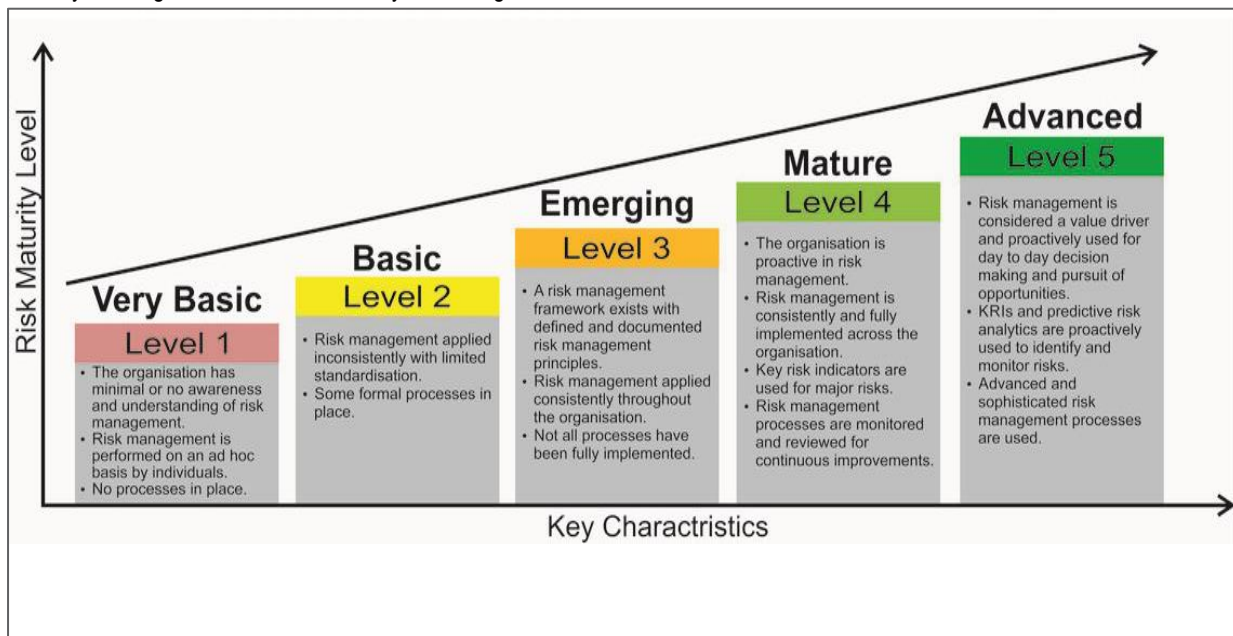 Risk Maturity Level
Very Basic
Level 1
• The organisation has
minimal or no awareness
and understanding of risk
management.
• Risk management is
performed on an ad hoc
basis by individuals.
• No processes in place.
Basic
Level 2
• Risk management applied
inconsistently with limited
standardisation.
• Some formal processes in
place.
Emerging
Level 3
• A risk management
framework exists with
defined and documented
risk management
principles.
• Risk management applied
consistently throughout
the organisation.
• Not all processes have
been fully implemented.
Mature
Level 4
• The organisation is
proactive in risk
management.
• Risk management is
consistently and fully
implemented across the
organisation.
• Key risk indicators are
used for major risks.
• Risk management
processes are monitored
and reviewed for
continuous improvements.
Advanced
Level 5
• Risk management is
considered a value driver
and proactively used for
day to day decision
making and pursuit of
opportunities.
• KRIs and predictive risk
analytics are proactively
used to identify and
monitor risks.
• Advanced and
sophisticated risk
management processes
are used.
Key Charactristics